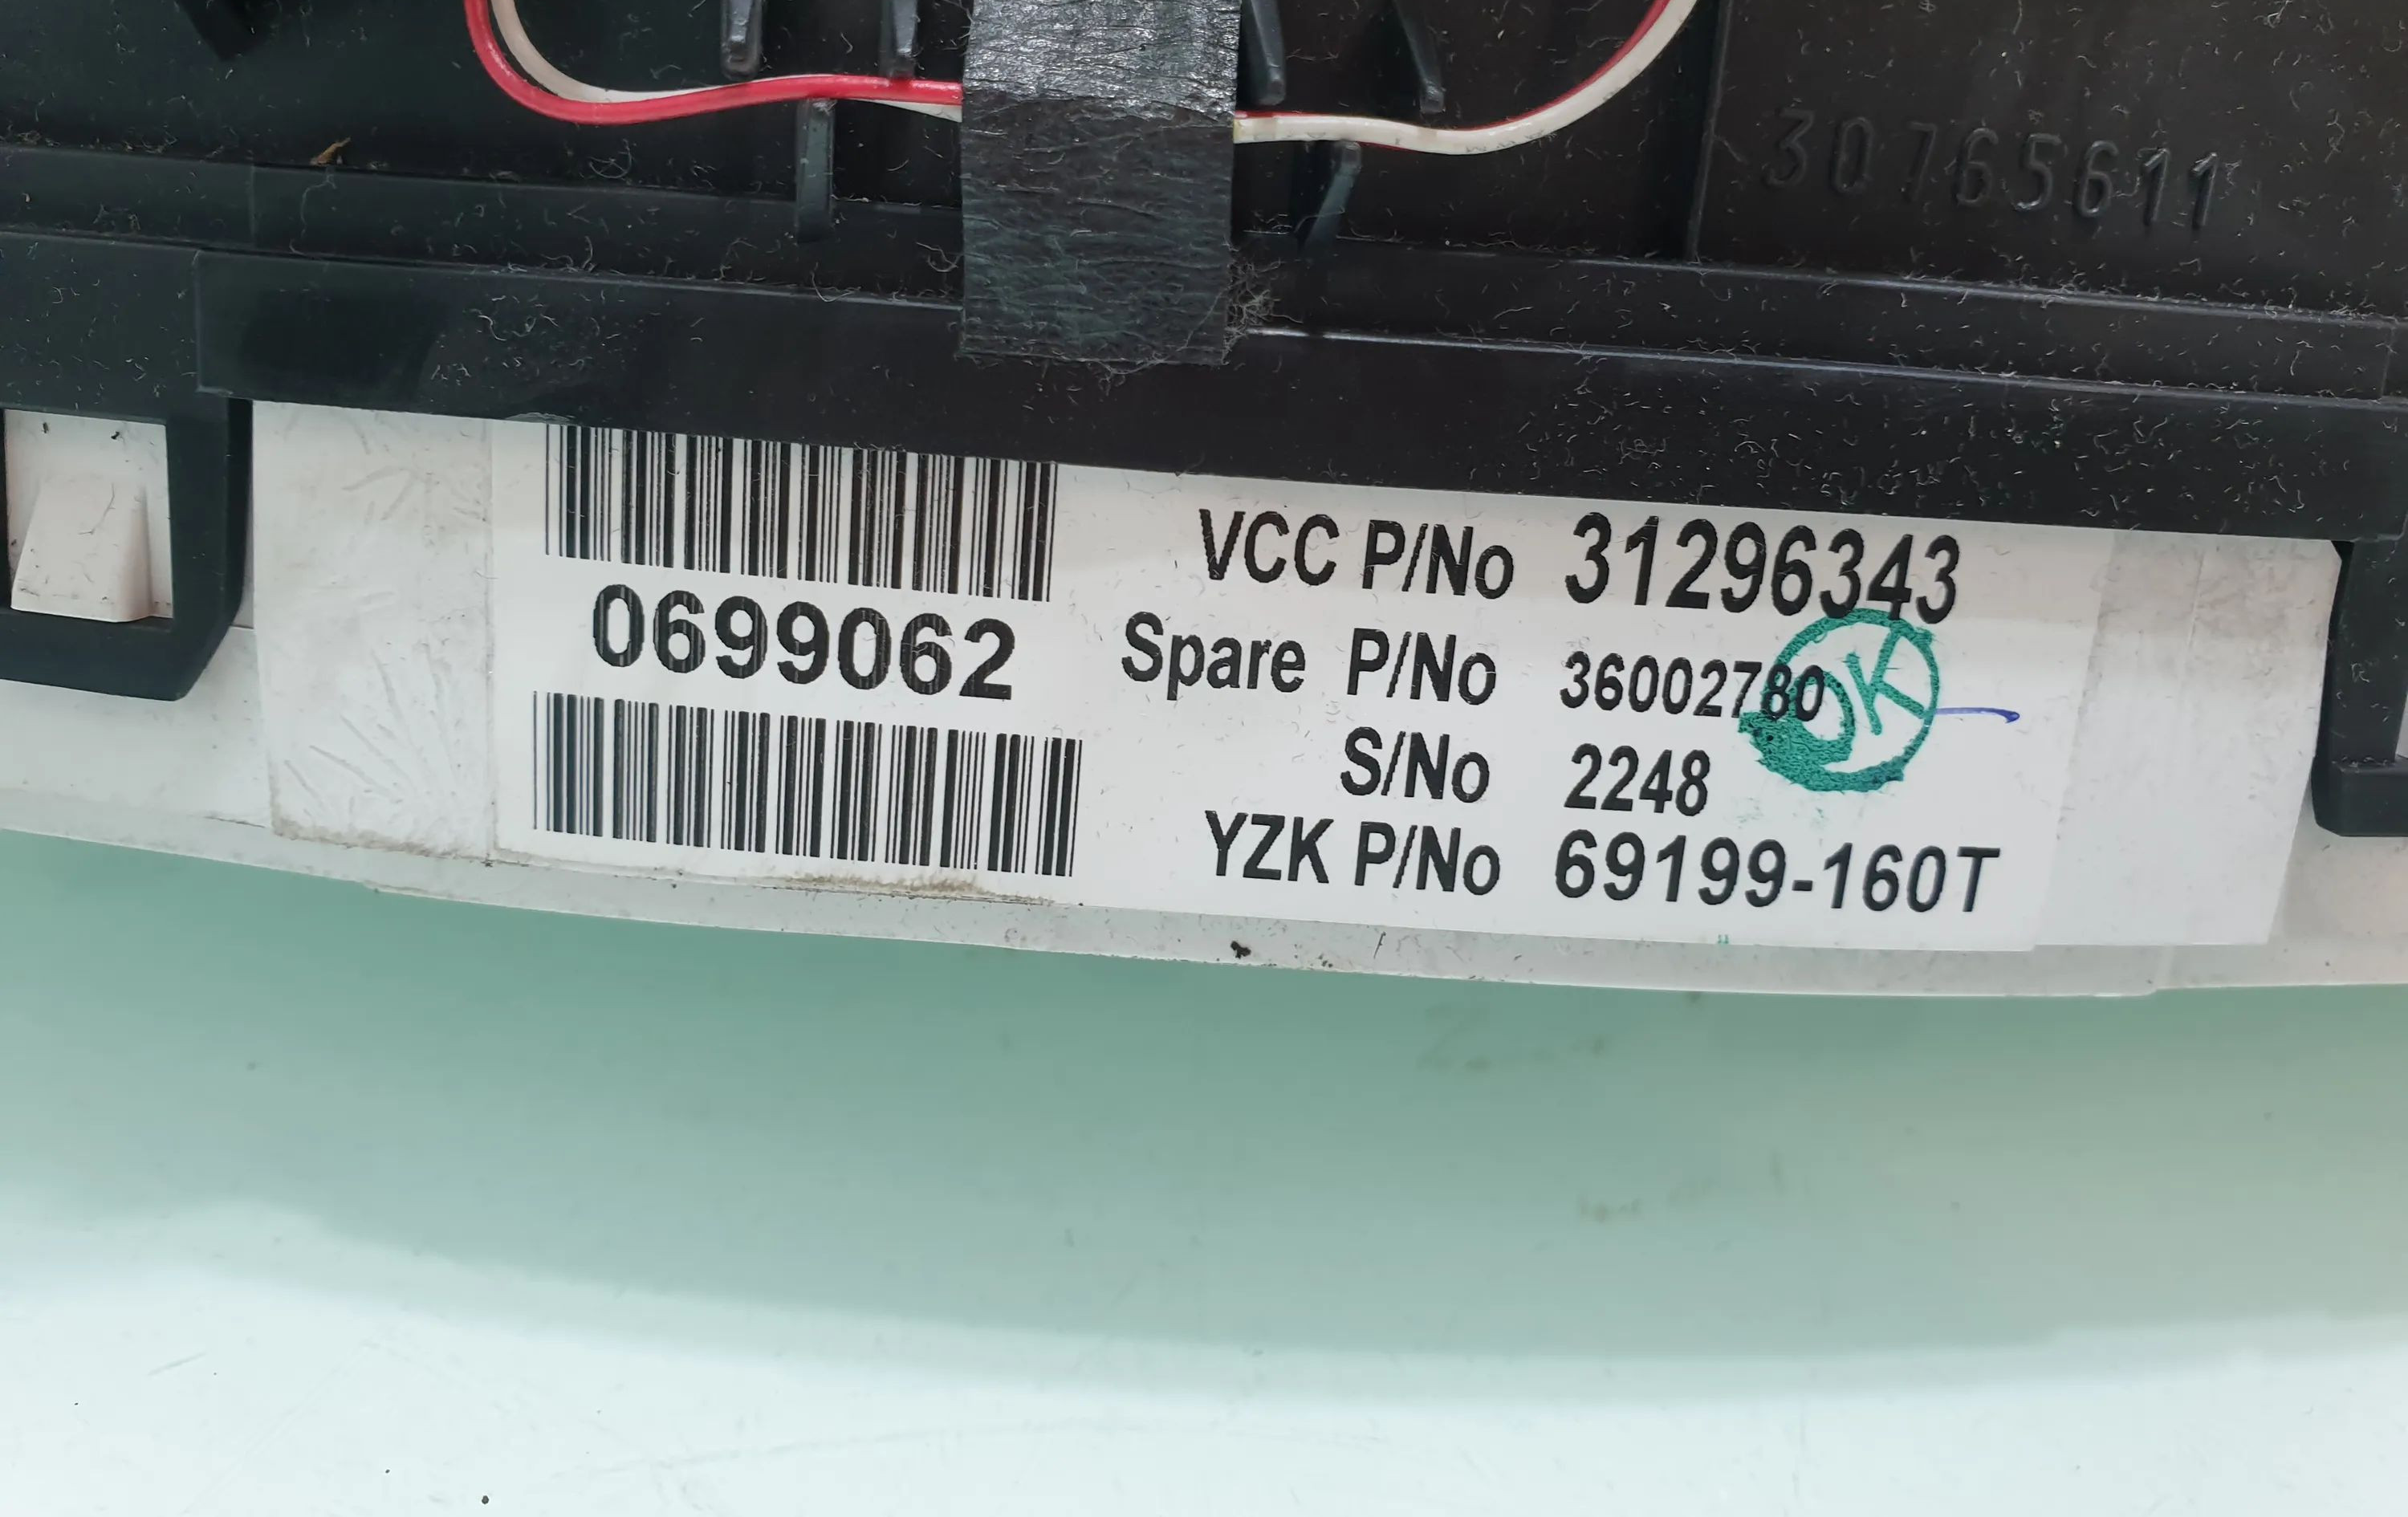 30765611
0699062
VCC P/No 31296343
Spare P/No 36002780
OK
S/No 2248
YZK P/No 69199-160T